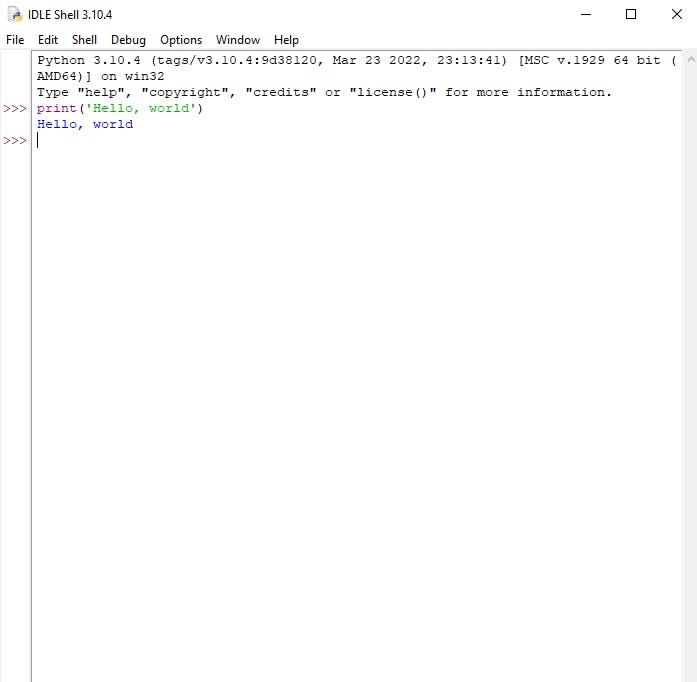 IDLE Shell 3.10.4
File Edit Shell Debug Options Window Help
Python 3.10.4 (tags/v3.10.4:9d38120, Mar 23 2022, 23:13:41) [MSC v.1929 64 bit (
AMD64)] on win32
Type "help", "copyright", "credits" or "license()" for more information.
>>> print('Hello, world')
Hello, world
>>>